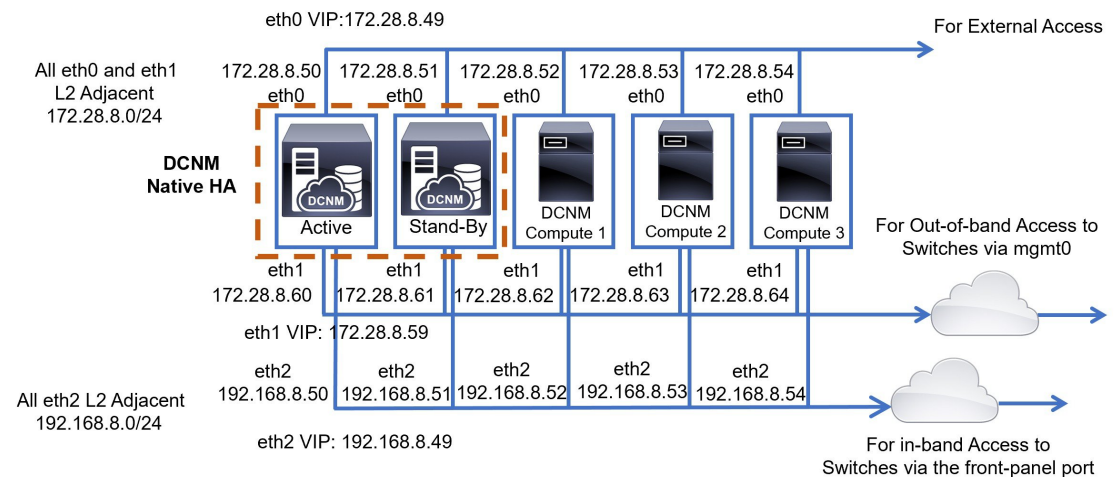 eth0 VIP:172.28.8.49
For External Access
All eth0 and eth1
L2 Adjacent
172.28.8.0/24
172.28.8.50 172.28.8.51 172.28.8.52 172.28.8.53 172.28.8.54
eth0 eth0 eth0 eth0 eth0
DCNM
Native HA
DCNM
Active
DCNM
Stand-By
DCNM
Compute 1
DCNM
Compute 2
DCNM
Compute 3
For Out-of-band Access to
Switches via mgmt0
eth1 eth1 eth1 eth1 eth1
172.28.8.60 172.28.8.61 172.28.8.62 172.28.8.63 172.28.8.64
eth1 VIP: 172.28.8.59
eth2 eth2 eth2 eth2 eth2
192.168.8.50 192.168.8.51 192.168.8.52 192.168.8.53 192.168.8.54
All eth2 L2 Adjacent
192.168.8.0/24
eth2 VIP: 192.168.8.49
For in-band Access to
Switches via the front-panel port